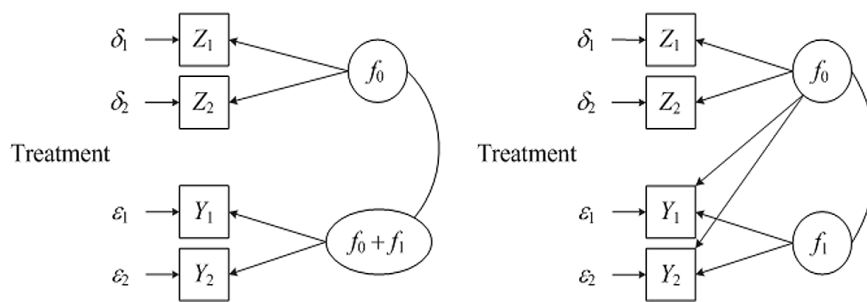 δ₁ Z₁ f₀
δ₂ Z₂
Treatment
ε₁ Y₁ f₀ + f₁
ε₂ Y₂
δ₁ Z₁ f₀
δ₂ Z₂
Treatment
ε₁ Y₁ f₁
ε₂ Y₂